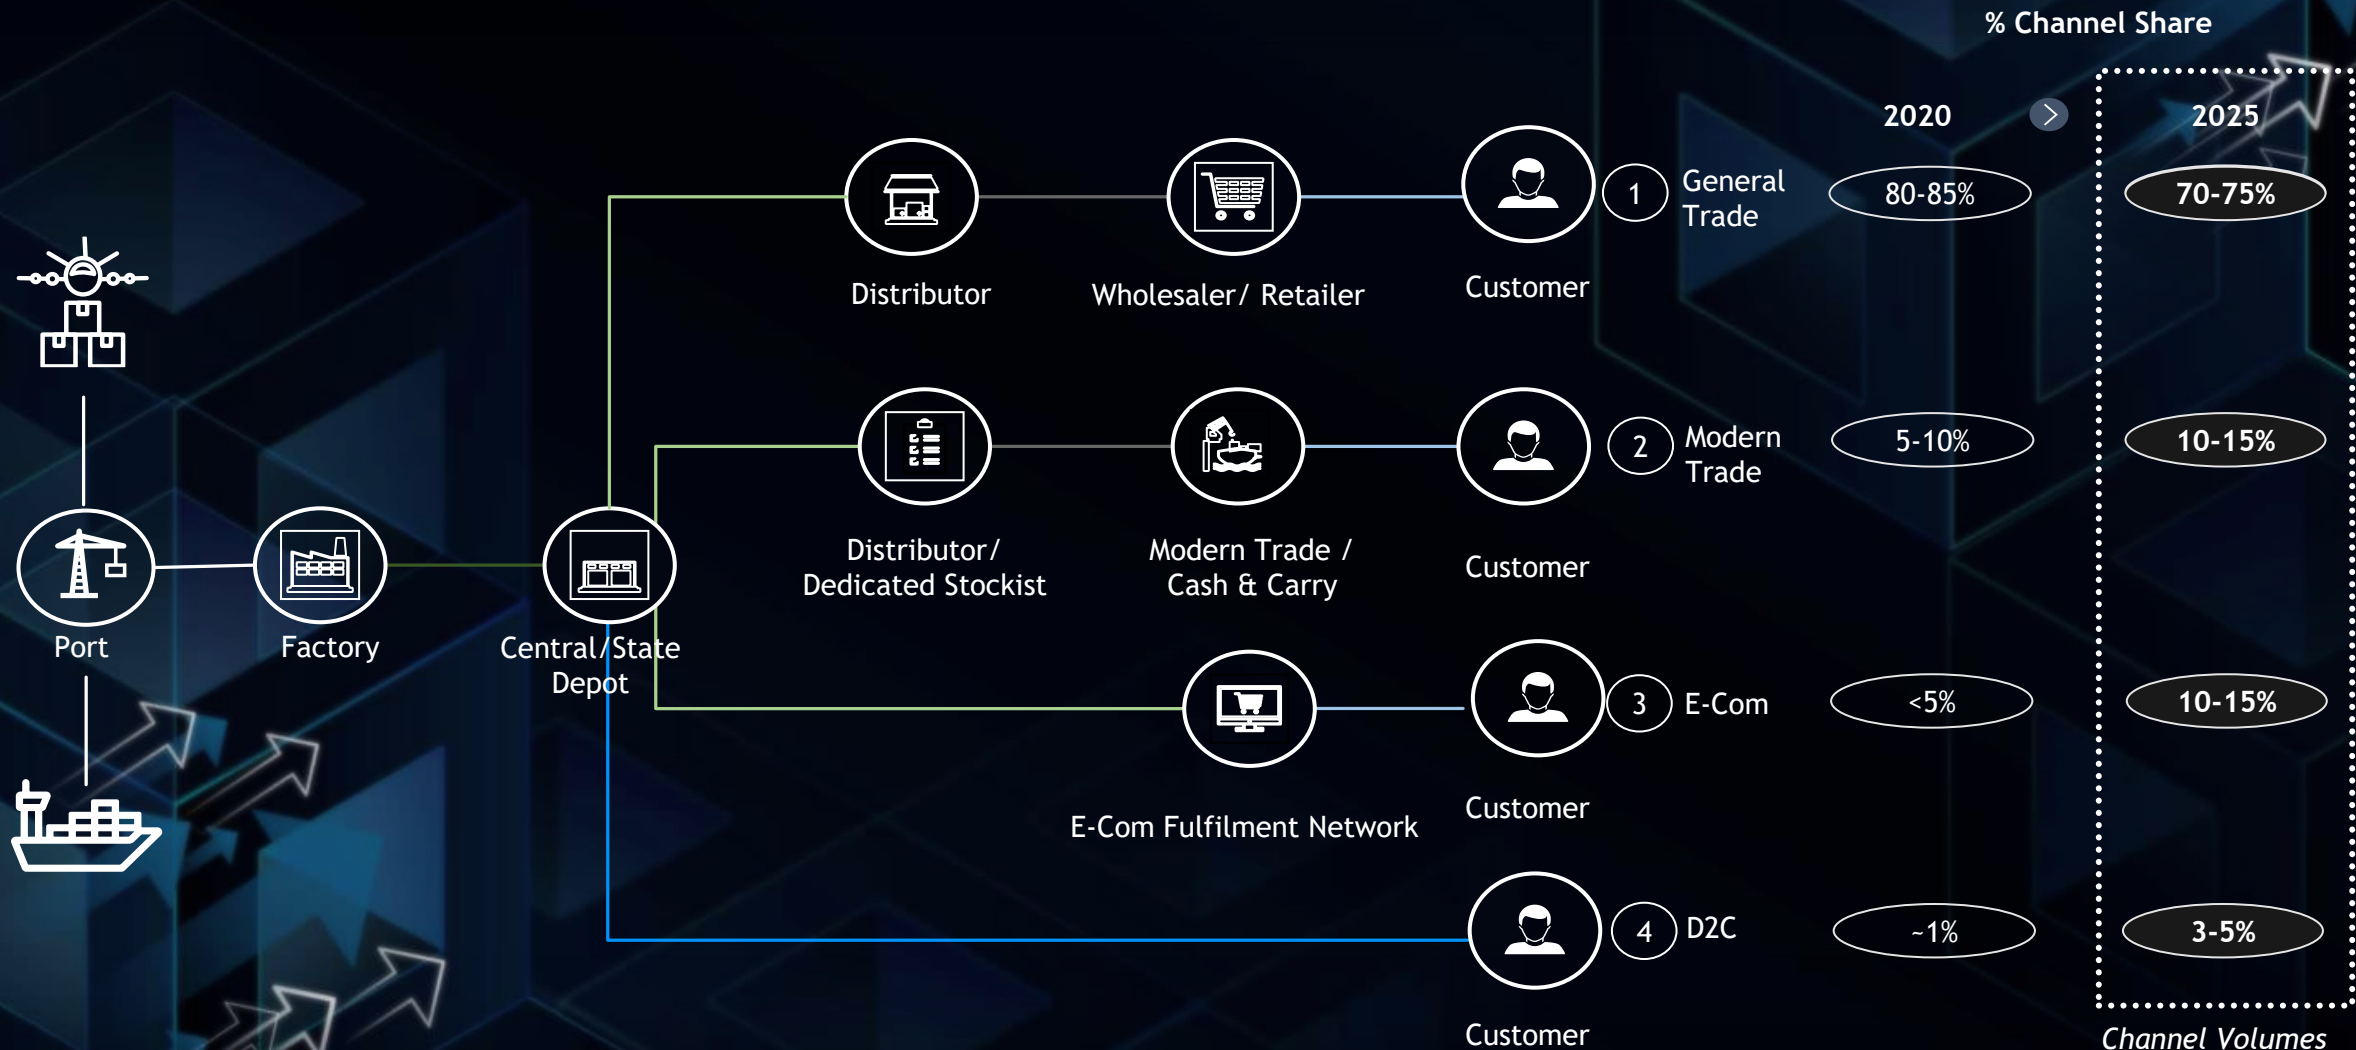 % Channel Share
2020
2025
1
General
Trade
80-85%
70-75%
Distributor
Wholesaler/ Retailer
Customer
2
Modern
Trade
5-10%
10-15%
Distributor/
Dedicated Stockist
Modern Trade /
Cash & Carry
Customer
Port
Factory
Central/State
Depot
3
E-Com
<5%
10-15%
E-Com Fulfilment Network
Customer
4
D2C
~1%
3-5%
Customer
Channel Volumes